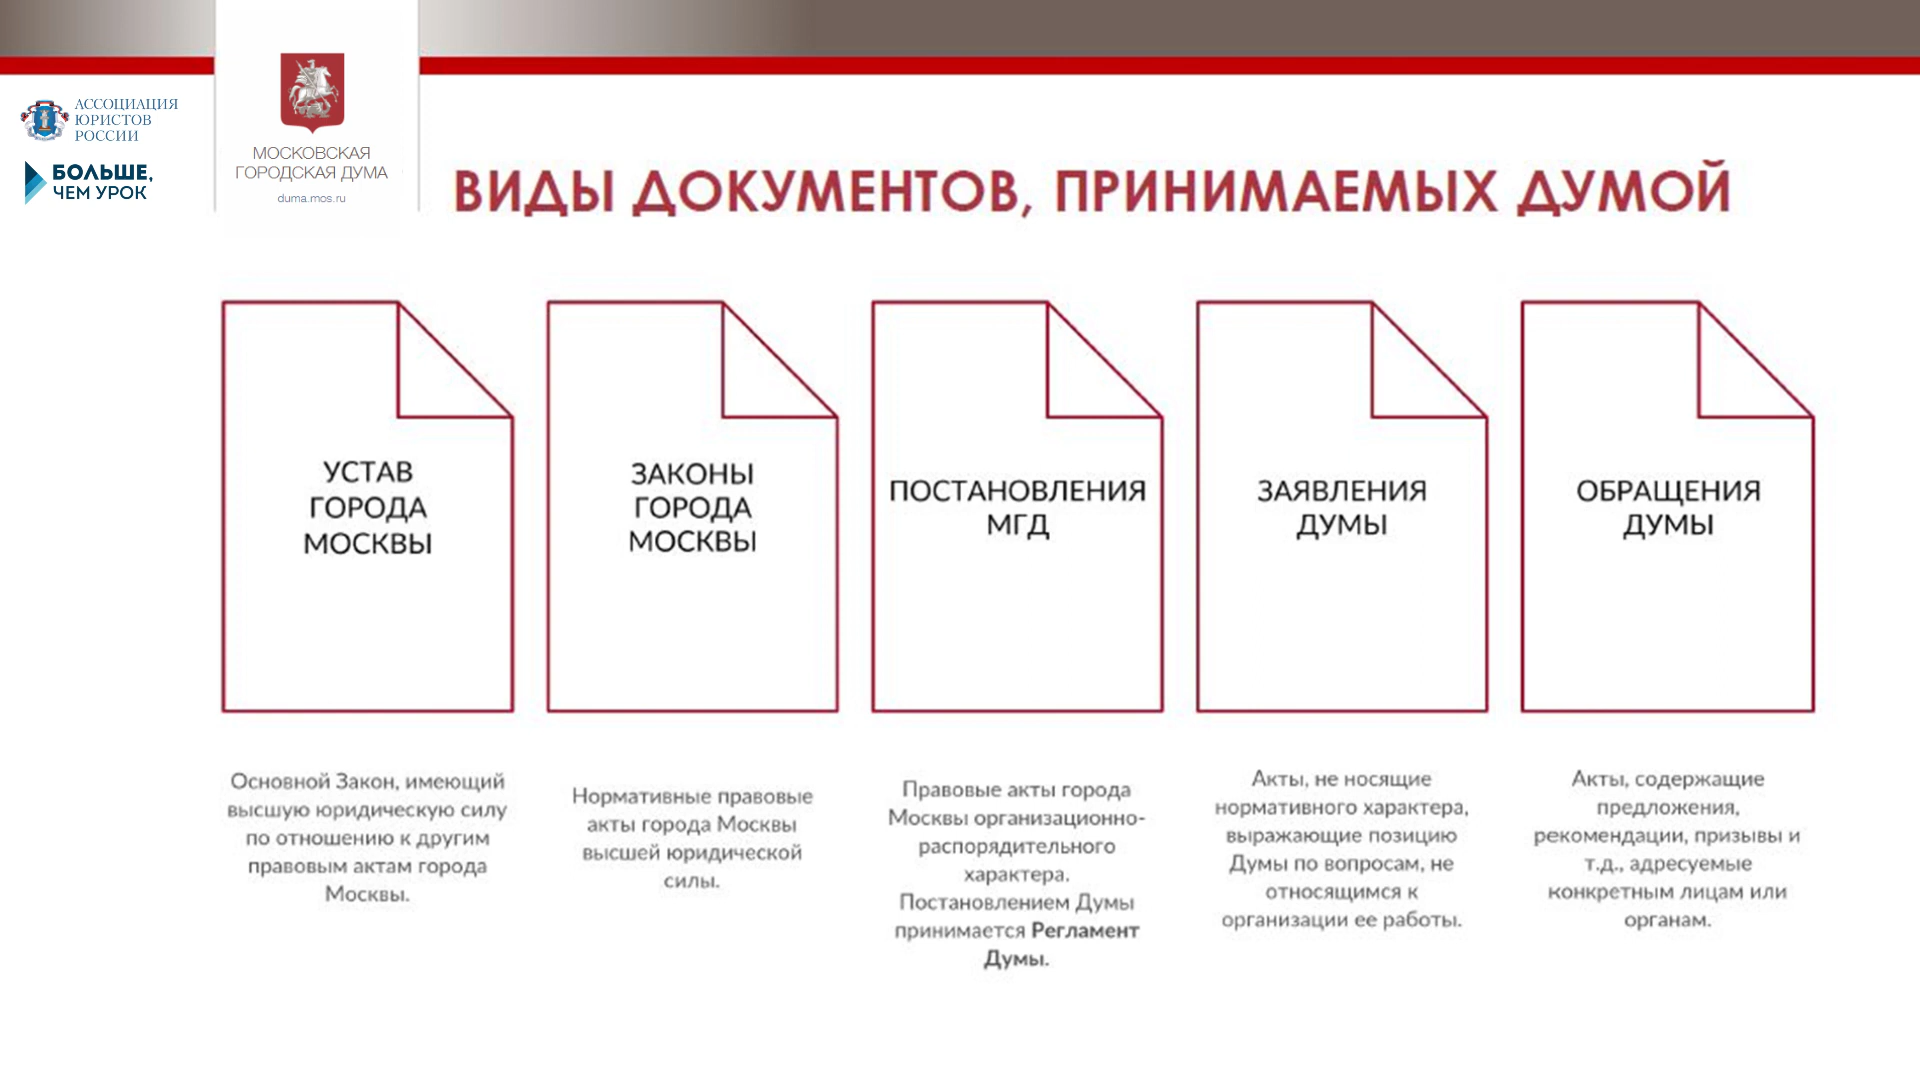 АССОЦИАЦИЯ
ЮРИСТОВ
РОССИИ
БОЛЬШЕ,
ЧЕМ УРОК
МОСКОВСКАЯ
ГОРОДСКАЯ ДУМА
duma.mos.ru
ВИДЫ ДОКУМЕНТОВ, ПРИНИМАЕМЫХ ДУМОЙ
УСТАВ
ГОРОДА
МОСКВЫ
ЗАКОНЫ
ГОРОДА
МОСКВЫ
ПОСТАНОВЛЕНИЯ
МГД
ЗАЯВЛЕНИЯ
ДУМЫ
ОБРАЩЕНИЯ
ДУМЫ
Основной Закон, имеющий
высшую юридическую силу
по отношению к другим
правовым актам города
Москвы.
Нормативные правовые
акты города Москвы
высшей юридической
силы.
Правовые акты города
Москвы организационно-
распорядительного
характера.
Постановлением Думы
принимается Регламент
Думы.
Акты, не носящие
нормативного характера,
выражающие позицию
Думы по вопросам, не
относящимся к
организации ее работы.
Акты, содержащие
предложения,
рекомендации, призывы и
т.д., адресуемые
конкретным лицам или
органам.